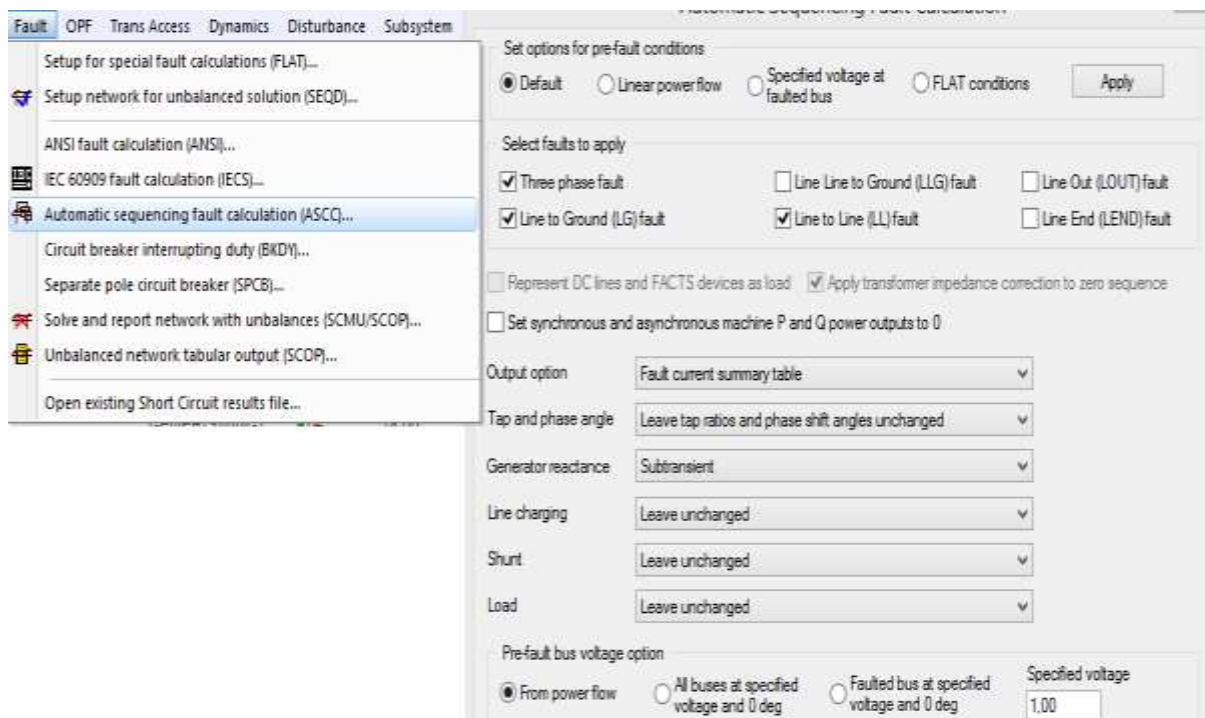 Fault OPF Trans Access Dynamics Disturbance Subsystem
Setup for special fault calculations (FLAT)...
Setup network for unbalanced solution (SEQD)...
ANSI fault calculation (ANSI)...
IEC 60909 fault calculation (IECS)...
Automatic sequencing fault calculation (ASCC)...
Circuit breaker interrupting duty (BKDY)...
Separate pole circuit breaker (SPCB)...
Solve and report network with unbalances (SCMU/SCOP)...
Unbalanced network tabular output (SCOP)...
Open existing Short Circuit results file...
Automatic Sequencing Fault Calculation
Set options for pre-fault conditions
Default Linear power flow Specified voltage at faulted bus FLAT conditions Apply
Select faults to apply
Three phase fault Line Line to Ground (LLG) fault Line Out (LOUT) fault
Line to Ground (LG) fault Line to Line (LL) fault Line End (LEND) fault
Represent DC lines and FACTS devices as load Apply transformer impedance correction to zero sequence
Set synchronous and asynchronous machine P and Q power outputs to 0
Output option Fault current summary table
Tap and phase angle Leave tap ratios and phase shift angles unchanged
Generator reactance Subtransient
Line charging Leave unchanged
Shunt Leave unchanged
Load Leave unchanged
Pre-fault bus voltage option
From power flow All buses at specified voltage and 0 deg Faulted bus at specified voltage and 0 deg
Specified voltage
1,00